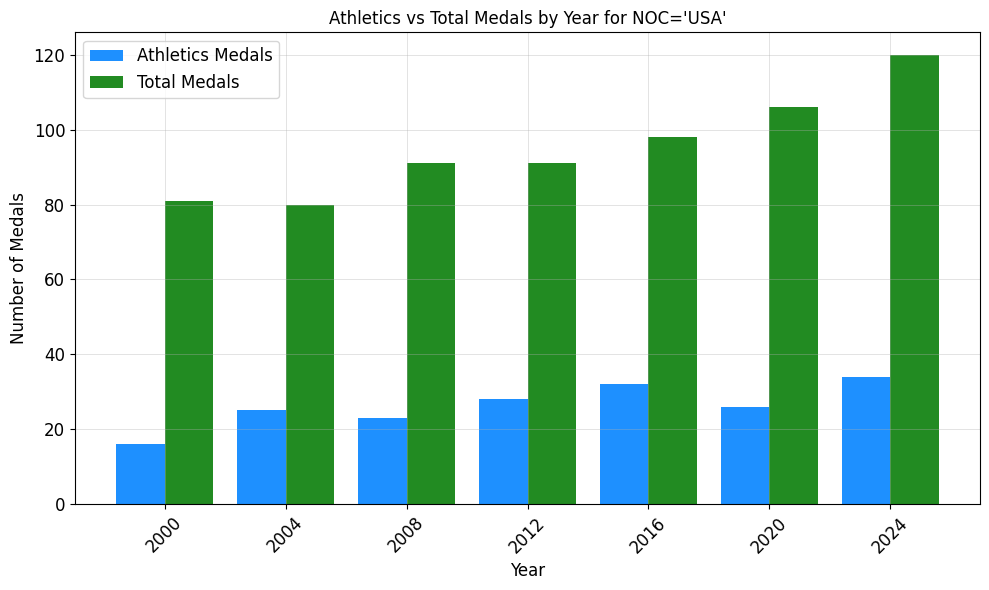 Athletics vs Total Medals by Year for NOC='USA'
Athletics Medals
Total Medals
Number of Medals
120
100
80
60
40
20
0
2000 2004 2008 2012 2016 2020 2024
Year